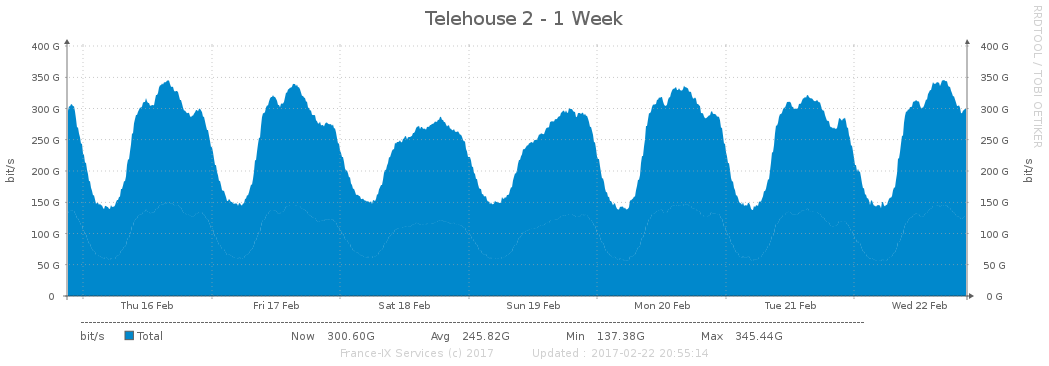 Telehouse 2 - 1 Week
RRDTOOL / TOBI OETIKER
400 G 400 G
350 G 350 G
300 G 300 G
250 G 250 G
200 G 200 G
150 G 150 G
100 G 100 G
50 G 50 G
0 0 G
bit/s
bit/s
Thu 16 Feb Fri 17 Feb Sat 18 Feb Sun 19 Feb Mon 20 Feb Tue 21 Feb Wed 22 Feb
bit/s Total Now 300.60G Avg 245.82G Min 137.38G Max 345.44G
France-IX Services (c) 2017 Updated : 2017-02-22 20:55:14